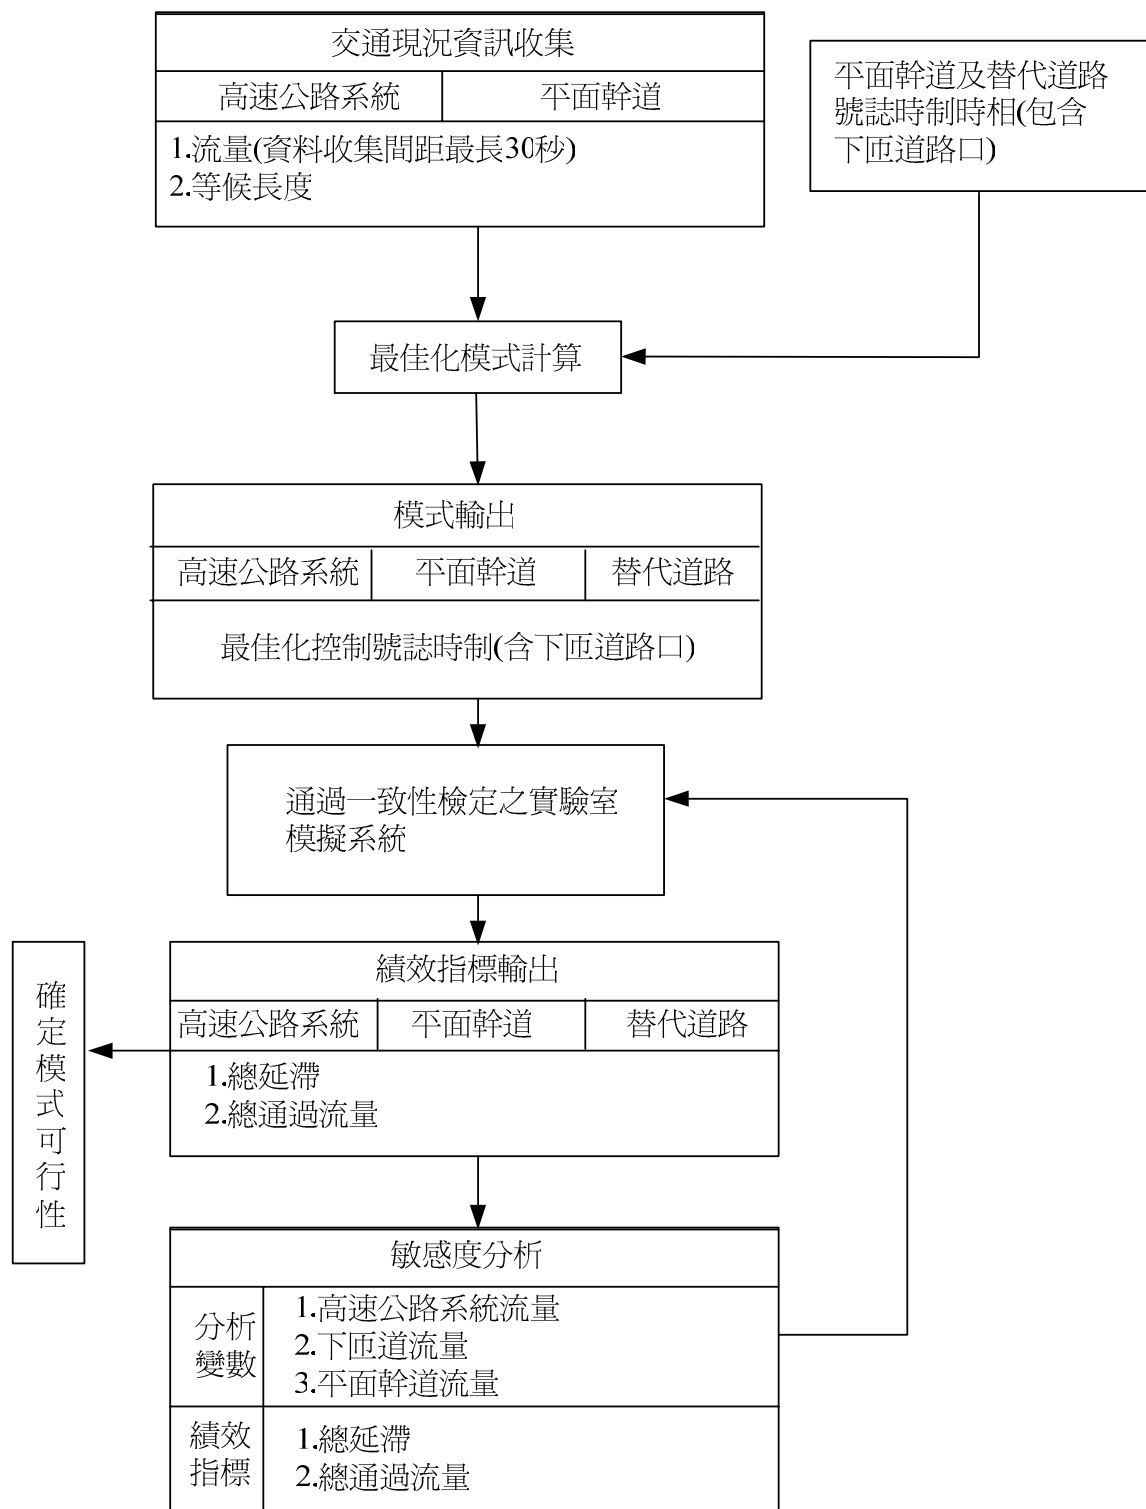 交通現況資訊收集
高速公路系統
平面幹道
1.流量(資料收集間距最長30秒)
2.等候長度
平面幹道及替代道路
號誌時制時相(包含
下匝道路口)
最佳化模式計算
模式輸出
高速公路系統
平面幹道
替代道路
最佳化控制號誌時制(含下匝道路口)
通過一致性檢定之實驗室
模擬系統
績效指標輸出
高速公路系統
平面幹道
替代道路
1.總延滯
2.總通過流量
確定模式可行性
敏感度分析
分析
變數
1.高速公路系統流量
2.下匝道流量
3.平面幹道流量
績效
指標
1.總延滯
2.總通過流量